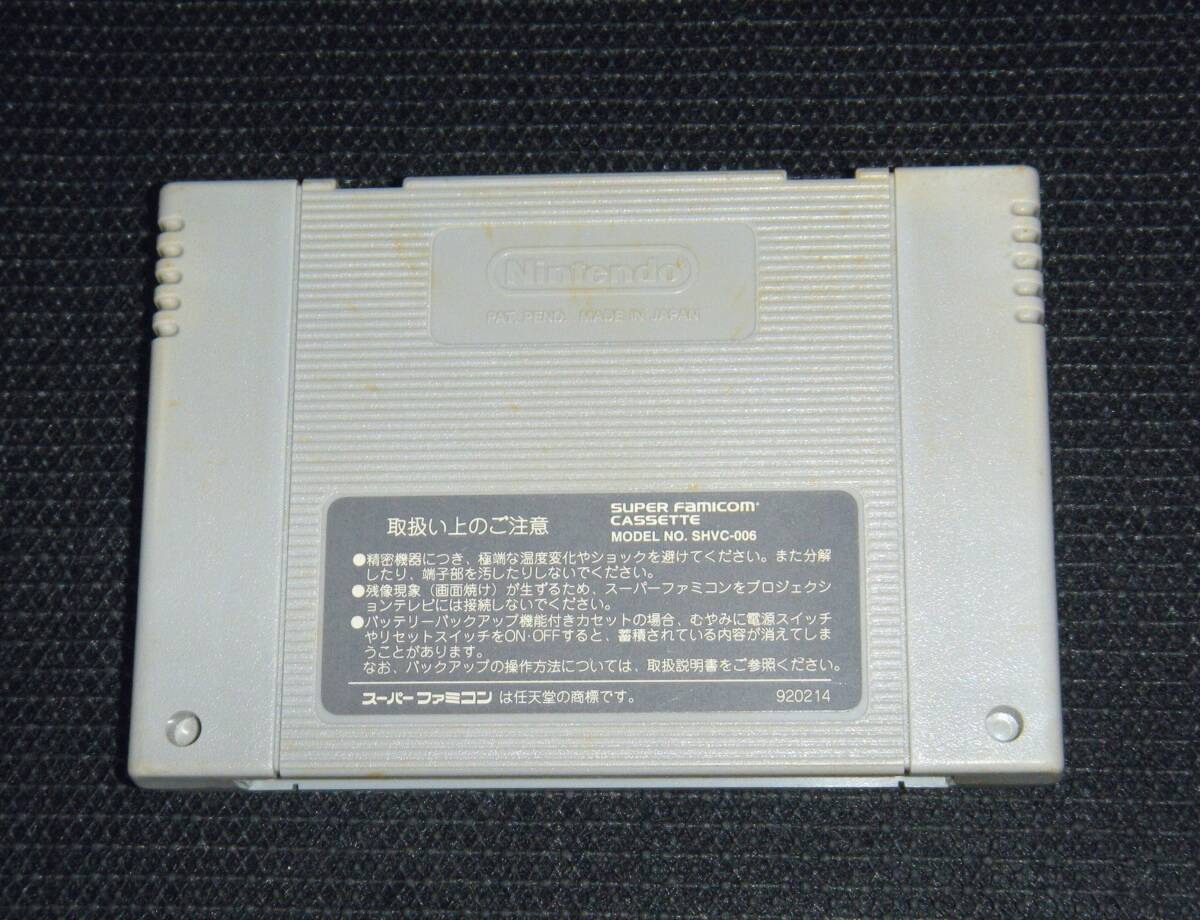 Nintendo
PAT. PEND. MADE IN JAPAN
取扱い上のご注意
SUPER FAMICOM
CASSETTE
MODEL NO. SHVC-006
●精密機器につき、極端な温度変化やショックを避けてください。また分解
したり、端子部を汚したりしないでください。
●残像現象（画面焼け）が生ずるため、スーパーファミコンをプロジェクシ
ョンテレビには接続しないでください。
●バッテリーバックアップ機能付きカセットの場合、むやみに電源スイッチ
やリセットスイッチをON・OFFすると、蓄積されている内容が消えてしま
うことがあります。
なお、バックアップの操作方法については、取扱説明書をご参照ください。
スーパーファミコンは任天堂の商標です。
920214